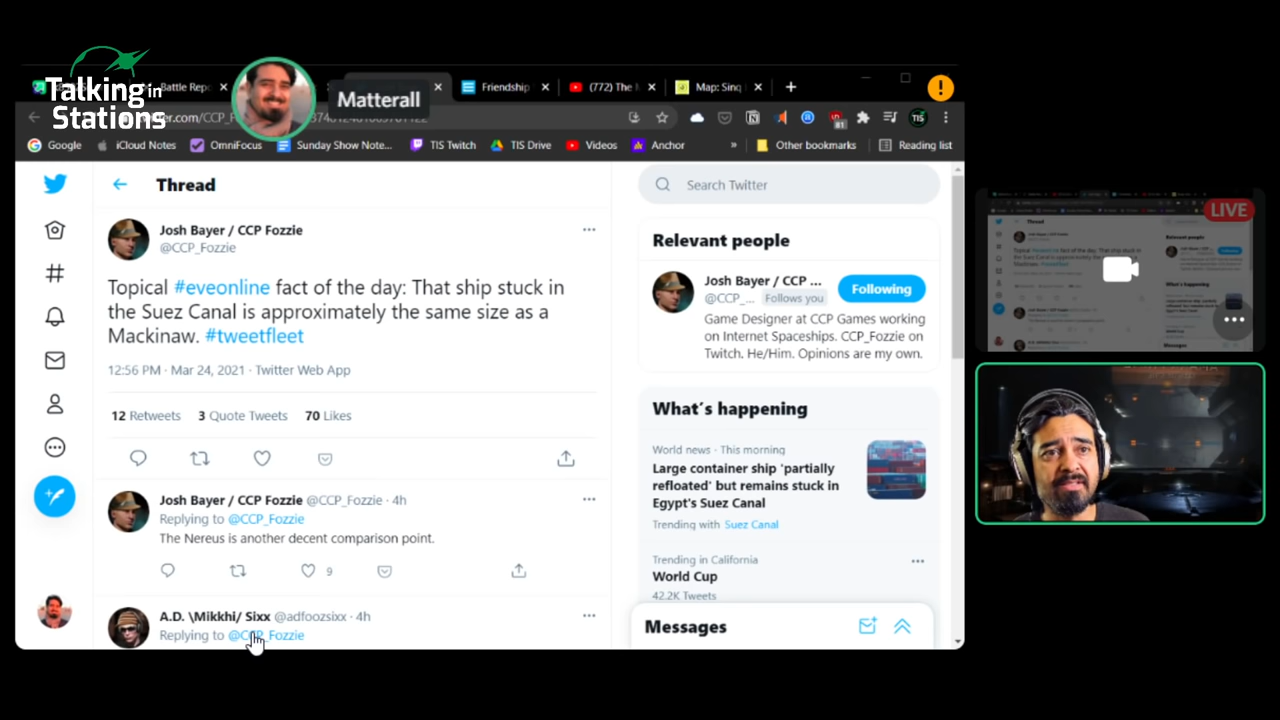 Talking in
Stations
Matterall
Battle Rep
Friendship
(772) The
Map: Sinq
Google
iCloud Notes
OmniFocus
Sunday Show Note...
TIS Twitch
TIS Drive
Videos
Anchor
»
Other bookmarks
Reading list
TIS
Thread
Search Twitter
Josh Bayer / CCP Fozzie
@CCP_Fozzie
Topical #eveonline fact of the day: That ship stuck in
the Suez Canal is approximately the same size as a
Mackinaw. #tweetfleet
12:56 PM · Mar 24, 2021 · Twitter Web App
12 Retweets 3 Quote Tweets 70 Likes
Josh Bayer / CCP Fozzie @CCP_Fozzie · 4h
Replying to @CCP_Fozzie
The Nereus is another decent comparison point.
9
A.D. \Mikkhi/ Sixx @adfoozsixx · 4h
Replying to @CCP_Fozzie
Relevant people
Josh Bayer / CCP ...
@CCP_... Follows you
Following
Game Designer at CCP Games working
on Internet Spaceships. CCP_Fozzie on
Twitch. He/Him. Opinions are my own.
What's happening
World news · This morning
Large container ship 'partially
refloated' but remains stuck in
Egypt's Suez Canal
Trending with Suez Canal
Trending in California
World Cup
42.2K Tweets
Messages
LIVE